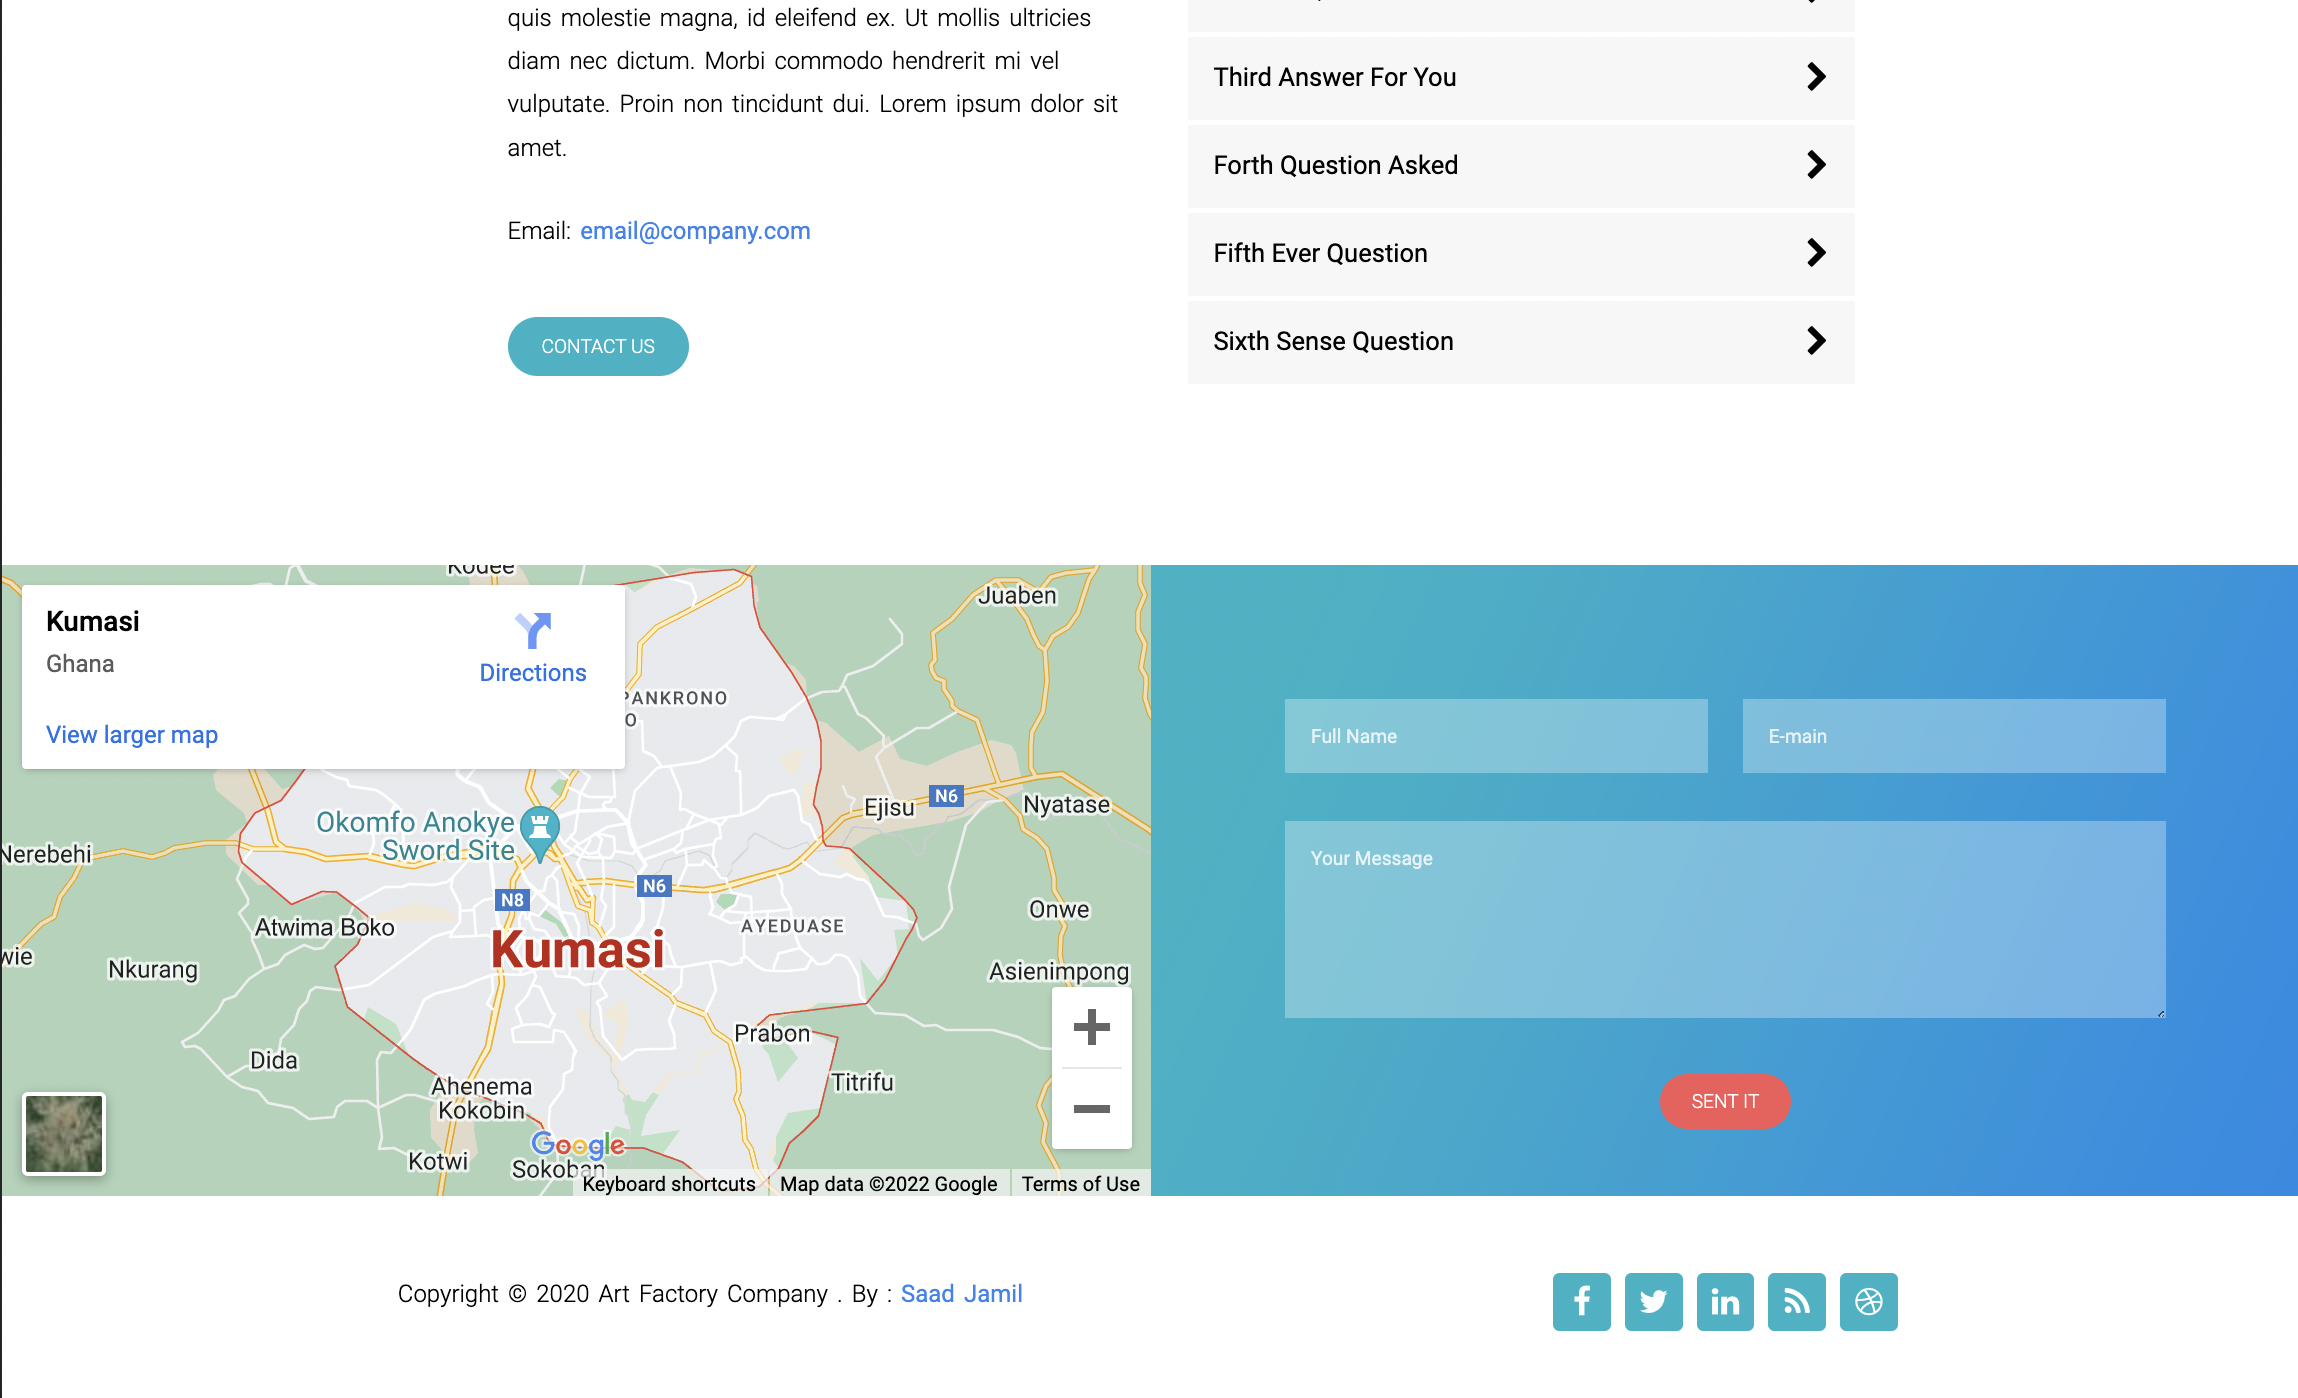 quis molestie magna, id eleifend ex. Ut mollis ultricies
diam nec dictum. Morbi commodo hendrerit mi vel
vulputate. Proin non tincidunt dui. Lorem ipsum dolor sit
amet.
Email: email@company.com
CONTACT US
Third Answer For You
Forth Question Asked
Fifth Ever Question
Sixth Sense Question
Kodee
Kumasi
Ghana
Directions
View larger map
PANKRONO
O
Juaben
Okomfo Anokye
Sword Site
Ejisu
N6
Nyatase
Nerebehi
N8
N6
Atwima Boko
AYEDUASE
Onwe
Kumasi
wie
Nkurang
Asienimpong
Prabon
Dida
Titrifu
Ahenema
Kokobin
Google
Kotwi
Sokoban
Keyboard shortcuts
Map data ©2022 Google
Terms of Use
Full Name
E-main
Your Message
SENT IT
Copyright © 2020 Art Factory Company . By : Saad Jamil